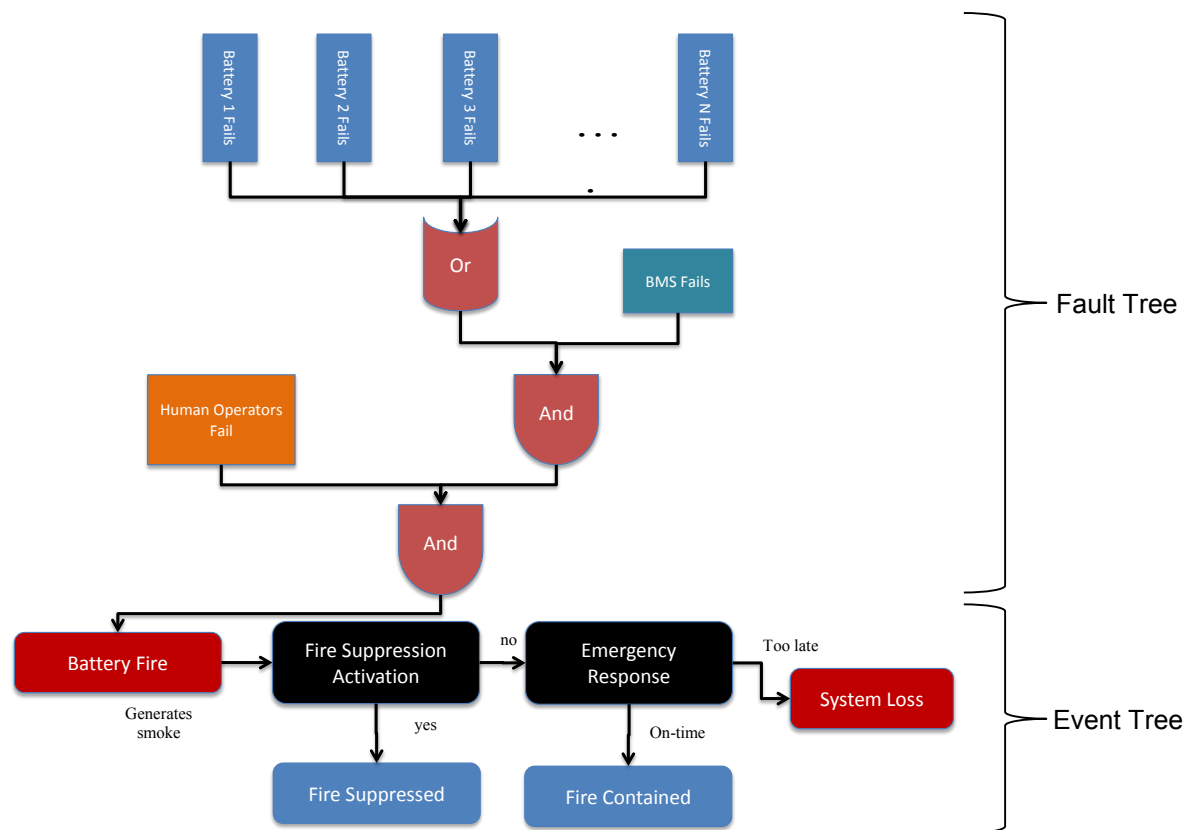 Battery 1 Fails
Battery 2 Fails
Battery 3 Fails
. . .
Battery N Fails
.
Or
BMS Fails
Fault Tree
Human Operators
Fail
And
And
Battery Fire
Generates
smoke
Fire Suppression
Activation
no
yes
Emergency
Response
Too late
On-time
System Loss
Event Tree
Fire Suppressed
Fire Contained